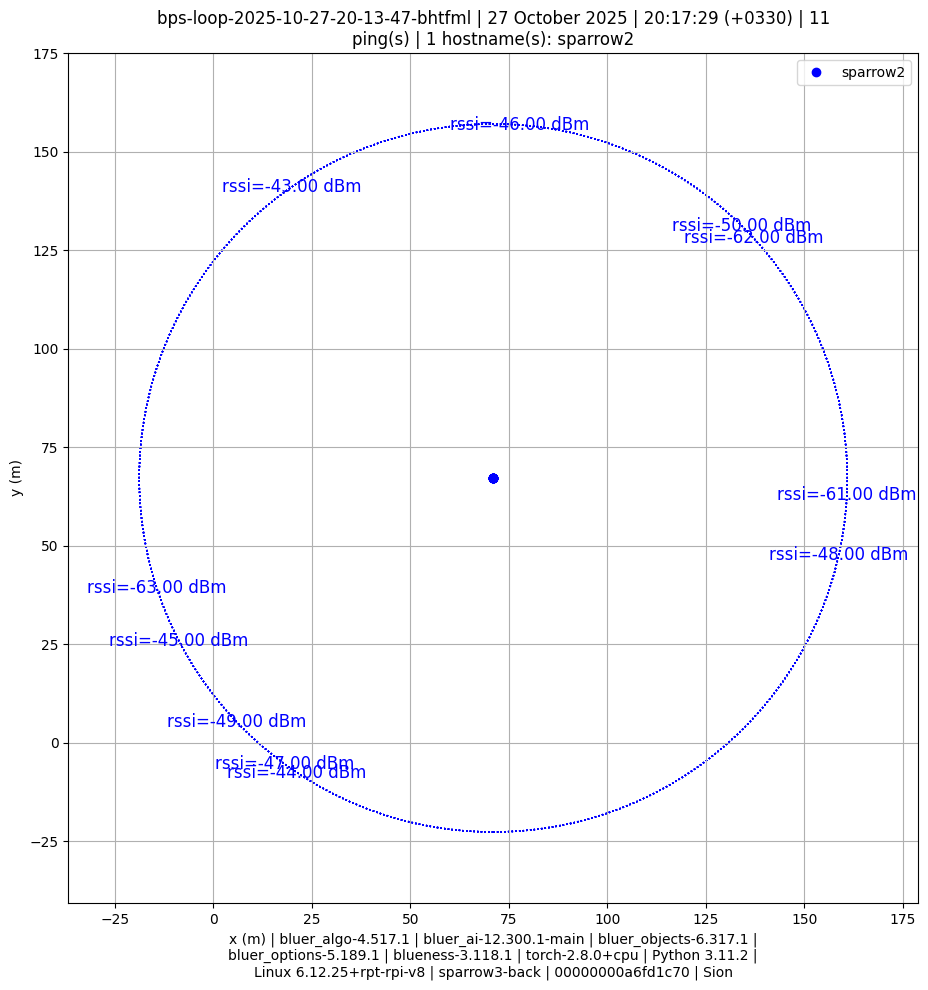 bps-loop-2025-10-27-20-13-47-bhtfml | 27 October 2025 | 20:17:29 (+0330) | 11
ping(s) | 1 hostname(s): sparrow2
sparrow2
175
150
125
100
75
50
25
0
−25
y (m)
rssi=-46.00 dBm
rssi=-43.00 dBm
rssi=-50.00 dBm
rssi=-62.00 dBm
rssi=-61.00 dBm
rssi=-48.00 dBm
rssi=-63.00 dBm
rssi=-45.00 dBm
rssi=-49.00 dBm
rssi=-47.00 dBm
rssi=-44.00 dBm
−25 0 25 50 75 100 125 150 175
x (m) | bluer_algo-4.517.1 | bluer_ai-12.300.1-main | bluer_objects-6.317.1 |
bluer_options-5.189.1 | blueness-3.118.1 | torch-2.8.0+cpu | Python 3.11.2 |
Linux 6.12.25+rpt-rpi-v8 | sparrow3-back | 00000000a6fd1c70 | Sion